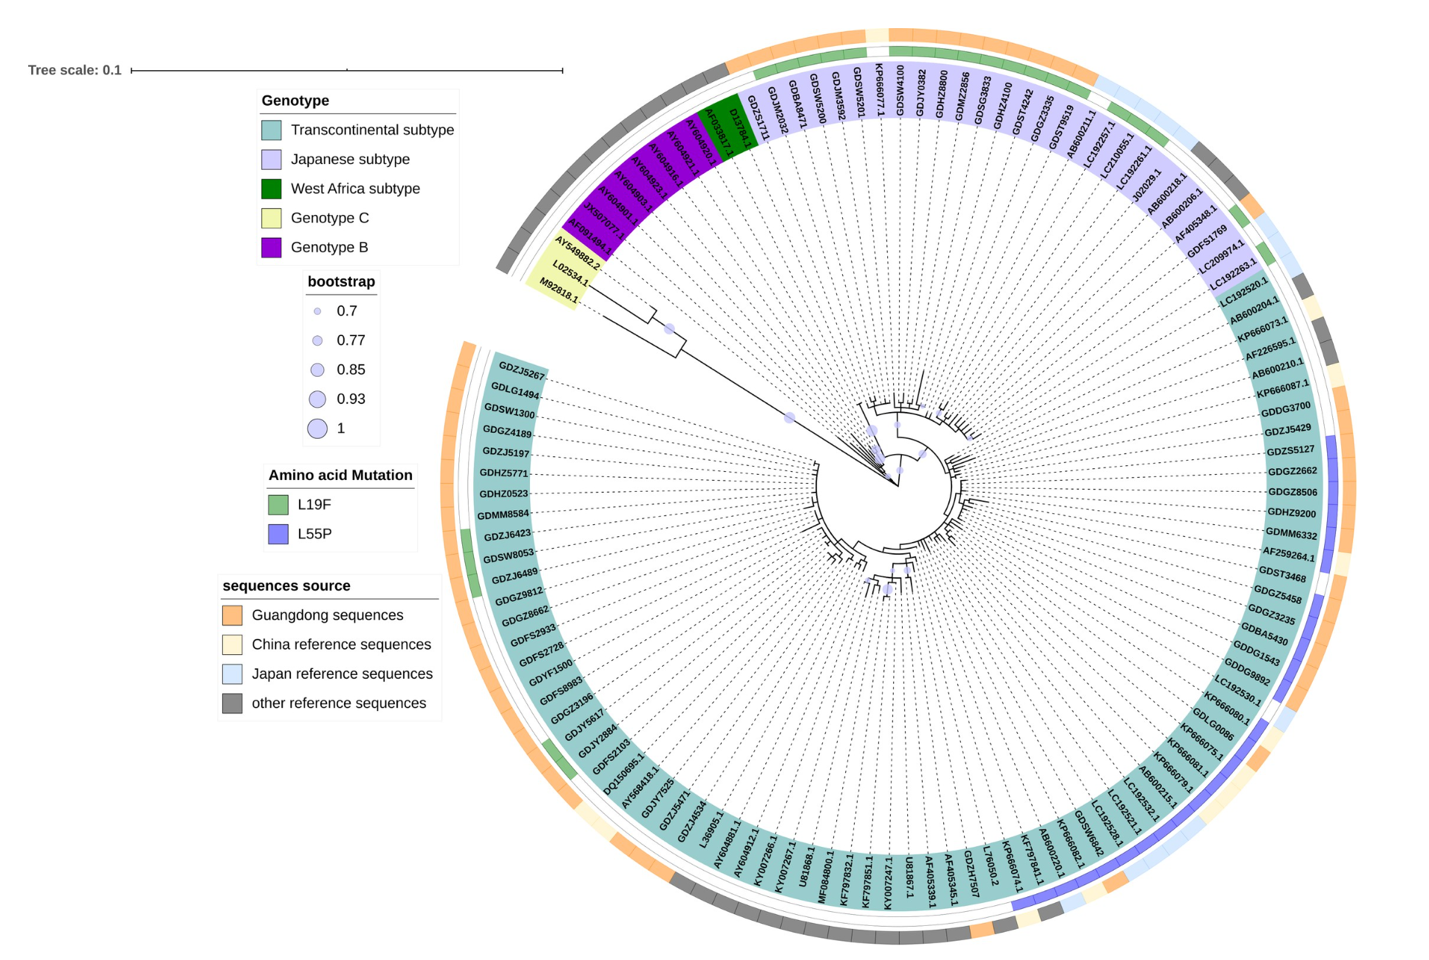 Tree scale: 0.1
Genotype
Transcontinental subtype
Japanese subtype
West Africa subtype
Genotype C
Genotype B
bootstrap
0.7
0.77
0.85
0.93
1
Amino acid Mutation
L19F
L55P
sequences source
Guangdong sequences
China reference sequences
Japan reference sequences
other reference sequences
M92818.1
L02534.1
AY549882.2
AF091494.1
JX507077.1
AY604901.1
AY604903.1
AY604923.1
AY604916.1
AY604921.1
AY604920.1
AF033817.1
D13784.1
GDZS1711
GDJM2032
GDBA8471
GDSW5200
GDJM3592
GDSW5201
KP666077.1
GDSW4100
GDJY0382
GDHZ8800
GDMZ2856
GDSG3833
GDHZ4100
GDST4242
GDGZ3335
GDST9519
AB600211.1
LC192257.1
LC210055.1
LC192261.1
J02029.1
AB600218.1
AB600206.1
AF405348.1
GDFS1769
LC209974.1
LC192263.1
LC192520.1
AB600204.1
KP666073.1
AF226595.1
AB600210.1
KP666087.1
GDDG3700
GDZJ5429
GDZS5127
GDGZ2662
GDGZ8506
GDHZ9200
GDMM6332
AF259264.1
GDST3468
GDGZ5458
GDGZ3235
GDBA5430
GDDG1543
GDDG9892
LC192530.1
KP666080.1
GDLG0086
KP666075.1
KP666081.1
KP666079.1
AB600215.1
LC192532.1
LC192521.1
LC192528.1
GDSW6842
KP666082.1
AB600220.1
KF797841.1
KP666074.1
L76050.2
GDZH7507
AF405345.1
AF405339.1
U81867.1
KY007247.1
KF797851.1
KF797832.1
MF084800.1
U81868.1
KY007267.1
KY007266.1
AY604912.1
AY604881.1
L36905.1
GDZJ4534
GDZJ5471
GDJY7525
AY568418.1
DQ150695.1
GDFS2103
GDJY2884
GDJY5617
GDGZ3196
GDFS8983
GDYF1500
GDFS2728
GDFS2933
GDGZ8662
GDGZ9812
GDZJ6489
GDSW8053
GDZJ6423
GDMM8584
GDHZ0523
GDHZ5771
GDZJ5197
GDGZ4189
GDSW1300
GDLG1494
GDZJ5267